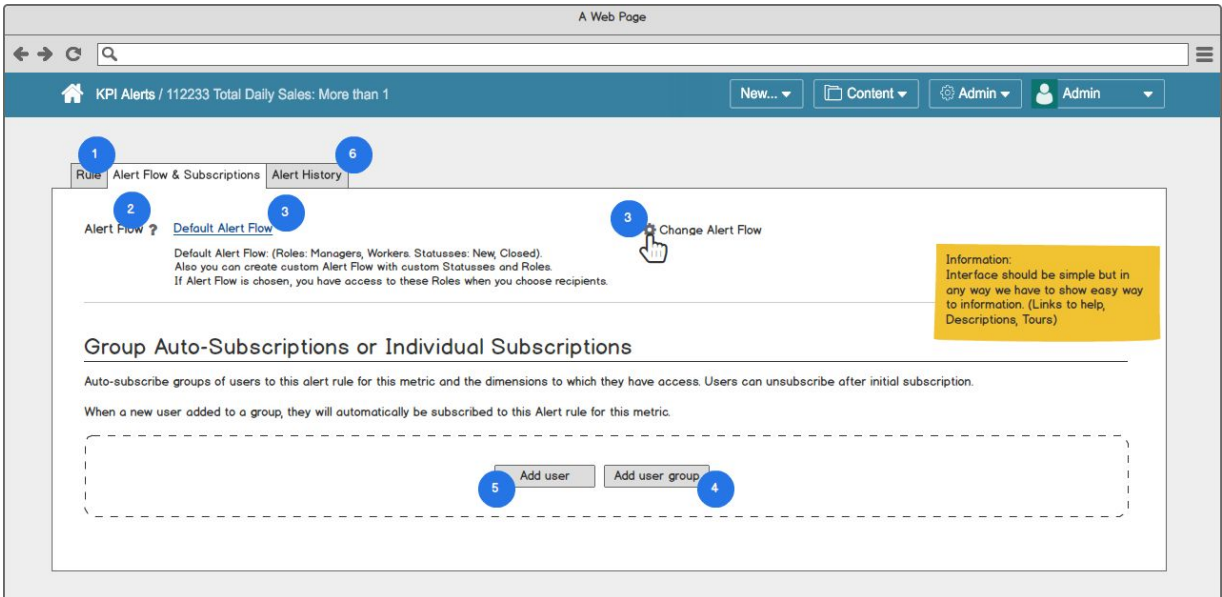 A Web Page
KPI Alerts / 112233 Total Daily Sales: More than 1
New...
Content
Admin
Admin
1
6
Rule
Alert Flow & Subscriptions
Alert History
2
3
3
Alert Flow ?
Default Alert Flow
Change Alert Flow
Default Alert Flow: (Roles: Managers, Workers. Statusses: New, Closed).
Also you can create custom Alert Flow with custom Statusses and Roles.
If Alert Flow is chosen, you have access to these Roles when you choose recipients.
Information:
Interface should be simple but in
any way we have to show easy way
to information. (Links to help,
Descriptions, Tours)
Group Auto-Subscriptions or Individual Subscriptions
Auto-subscribe groups of users to this alert rule for this metric and the dimensions to which they have access. Users can unsubscribe after initial subscription.
When a new user added to a group, they will automatically be subscribed to this Alert rule for this metric.
Add user
Add user group
5
4